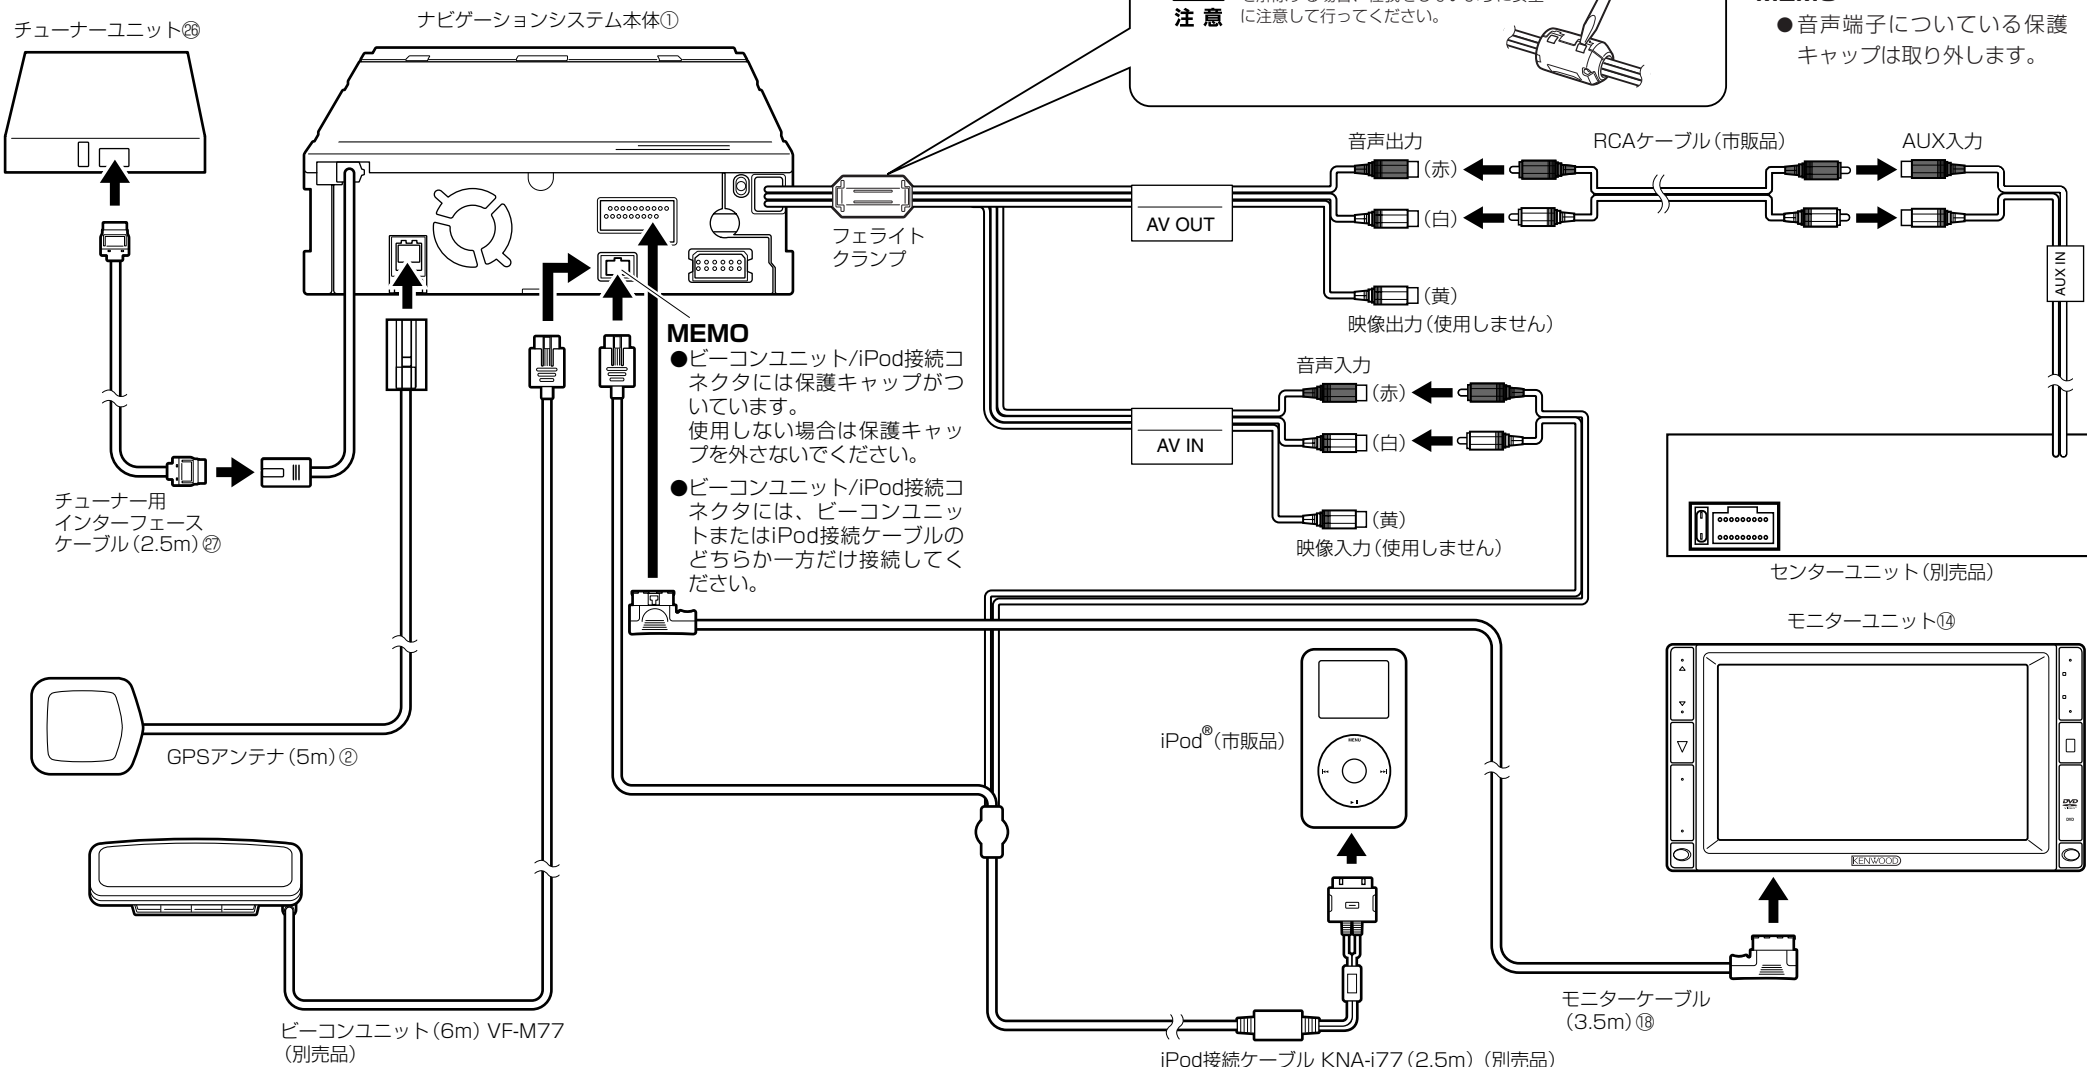 チューナーユニット㉖
ナビゲーションシステム本体①
注 意
に注意して行ってください。
●音声端子についている保護
キャップは取り外します。
音声出力
RCAケーブル（市販品）
AUX入力
（赤）
（白）
AV OUT
フェライト
クランプ
（黄）
映像出力（使用しません）
AUX IN
MEMO
●ビーコンユニット/iPod接続コ
ネクタには保護キャップがつ
いています。
使用しない場合は保護キャッ
プを外さないでください。
●ビーコンユニット/iPod接続コ
ネクタには、ビーコンユニッ
トまたはiPod接続ケーブルの
どちらか一方だけ接続してく
ださい。
音声入力
（赤）
（白）
AV IN
（黄）
映像入力（使用しません）
チューナー用
インターフェース
ケーブル（2.5m）㉗
センターユニット（別売品）
モニターユニット⑭
GPSアンテナ（5m）②
iPod®（市販品）
MENU
DVD
KENWOOD
ビーコンユニット（6m）VF-M77
（別売品）
モニターケーブル
（3.5m）⑱
iPod接続ケーブル KNA-i77（2.5m）（別売品）